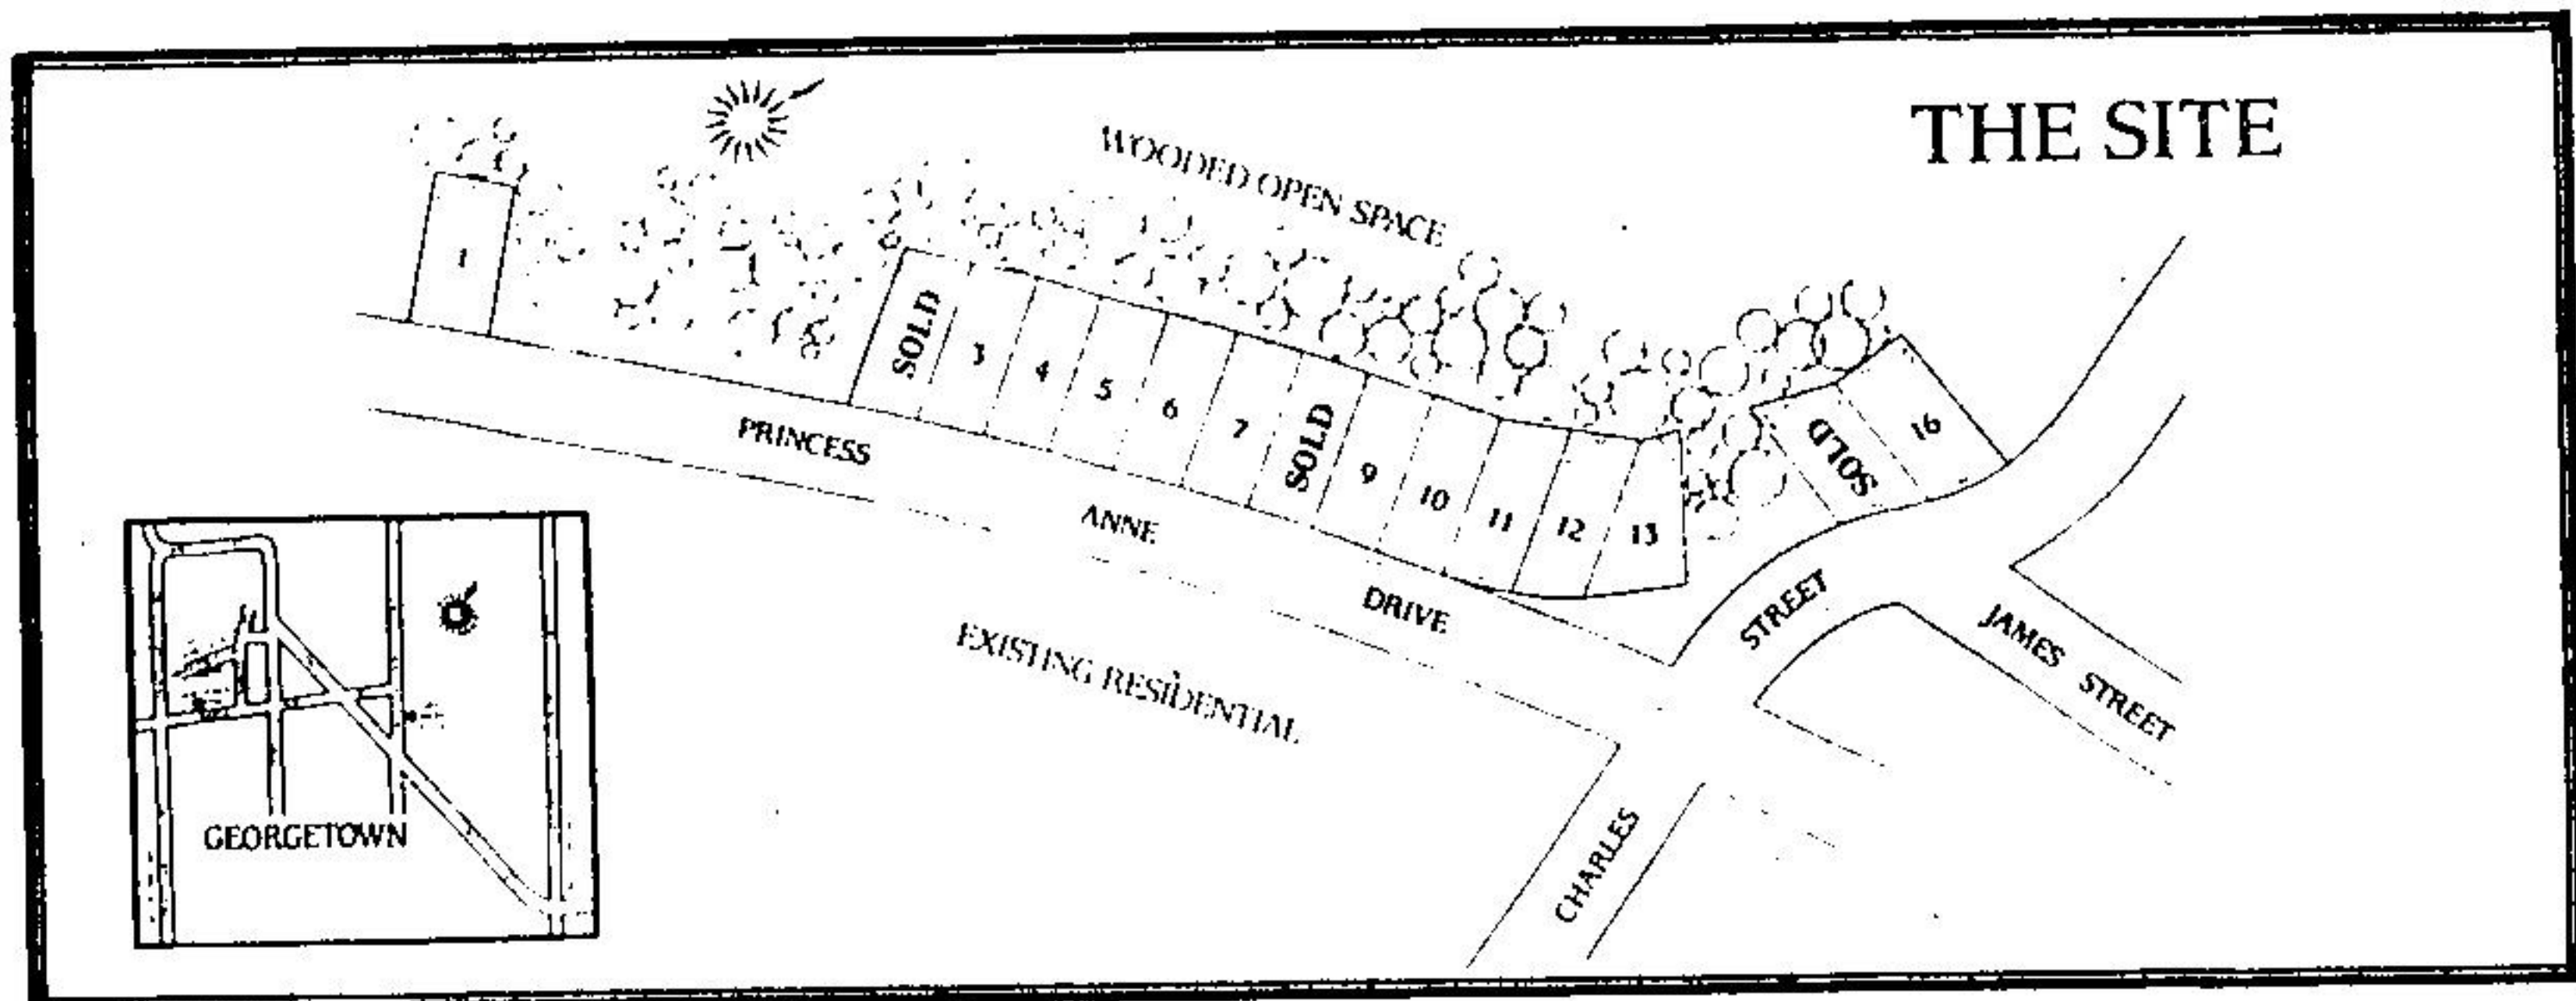 THE SITE
WOODED OPEN SPACE
1
SOLD
3
4
5
6
7
SOLD
9
10
11
12
13
SOLD
16
PRINCESS ANNE DRIVE
EXISTING RESIDENTIAL
CHARLES STREET
JAMES STREET
GEORGETOWN